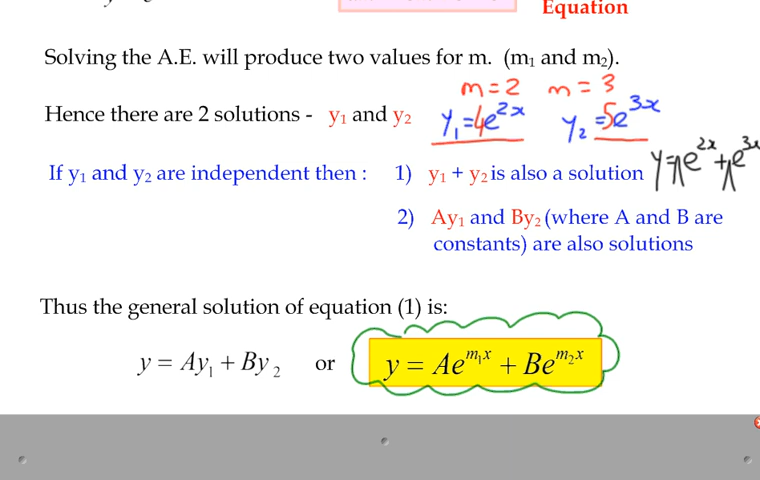 Equation
Solving the A.E. will produce two values for m. (m₁ and m₂).
m=2 m=3
Hence there are 2 solutions - y₁ and y₂ y₁=4e^2x y₂=5e^3x
If y₁ and y₂ are independent then : 1) y₁ + y₂ is also a solution
2) Ay₁ and By₂ (where A and B are
constants) are also solutions
Thus the general solution of equation (1) is:
y = Ay₁ + By₂ or y = Ae^m₁x + Be^m₂x